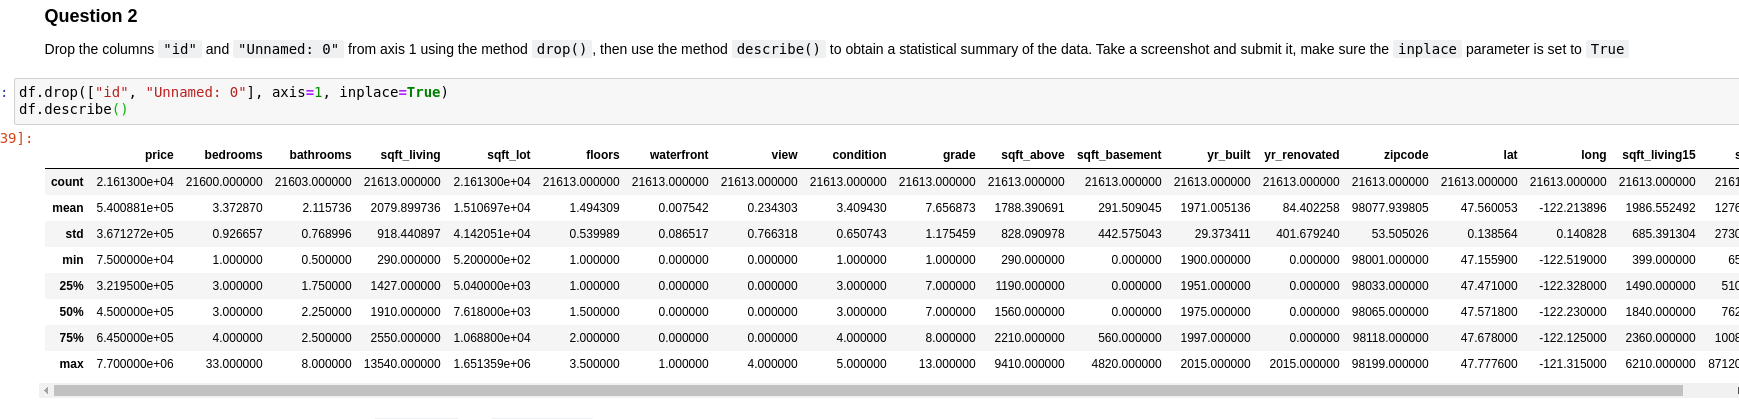 Question 2
Drop the columns "id" and "Unnamed: 0" from axis 1 using the method drop(), then use the method describe() to obtain a statistical summary of the data. Take a screenshot and submit it, make sure the inplace parameter is set to True
: df.drop(["id", "Unnamed: 0"], axis=1, inplace=True)
df.describe()
39]:
price bedrooms bathrooms sqft_living sqft_lot floors waterfront view condition grade sqft_above sqft_basement yr_built yr_renovated zipcode lat long sqft_living15 s
count 2.161300e+04 21600.000000 21603.000000 21613.000000 2.161300e+04 21613.000000 21613.000000 21613.000000 21613.000000 21613.000000 21613.000000 21613.000000 21613.000000 21613.000000 21613.000000 21613.000000 21613.000000 21613.000000 2161
mean 5.400881e+05 3.372870 2.115736 2079.899736 1.510697e+04 1.494309 0.007542 0.234303 3.409430 7.656873 1788.390691 291.509045 1971.005136 84.402258 98077.939805 47.560053 -122.213896 1986.552492 1276
std 3.671272e+05 0.926657 0.768996 918.440897 4.142051e+04 0.539989 0.086517 0.766318 0.650743 1.175459 828.090978 442.575043 29.373411 401.679240 53.505026 0.138564 0.140828 685.391304 2730
min 7.500000e+04 1.000000 0.500000 290.000000 5.200000e+02 1.000000 0.000000 0.000000 1.000000 1.000000 290.000000 0.000000 1900.000000 0.000000 98001.000000 47.155900 -122.519000 399.000000 65
25% 3.219500e+05 3.000000 1.750000 1427.000000 5.040000e+03 1.000000 0.000000 0.000000 3.000000 7.000000 1190.000000 0.000000 1951.000000 0.000000 98033.000000 47.471000 -122.328000 1490.000000 510
50% 4.500000e+05 3.000000 2.250000 1910.000000 7.618000e+03 1.500000 0.000000 0.000000 3.000000 7.000000 1560.000000 0.000000 1975.000000 0.000000 98065.000000 47.571800 -122.230000 1840.000000 762
75% 6.450000e+05 4.000000 2.500000 2550.000000 1.068800e+04 2.000000 0.000000 0.000000 4.000000 8.000000 2210.000000 560.000000 1997.000000 0.000000 98118.000000 47.678000 -122.125000 2360.000000 1008
max 7.700000e+06 33.000000 8.000000 13540.000000 1.651359e+06 3.500000 1.000000 4.000000 5.000000 13.000000 9410.000000 4820.000000 2015.000000 2015.000000 98199.000000 47.777600 -121.315000 6210.000000 87120